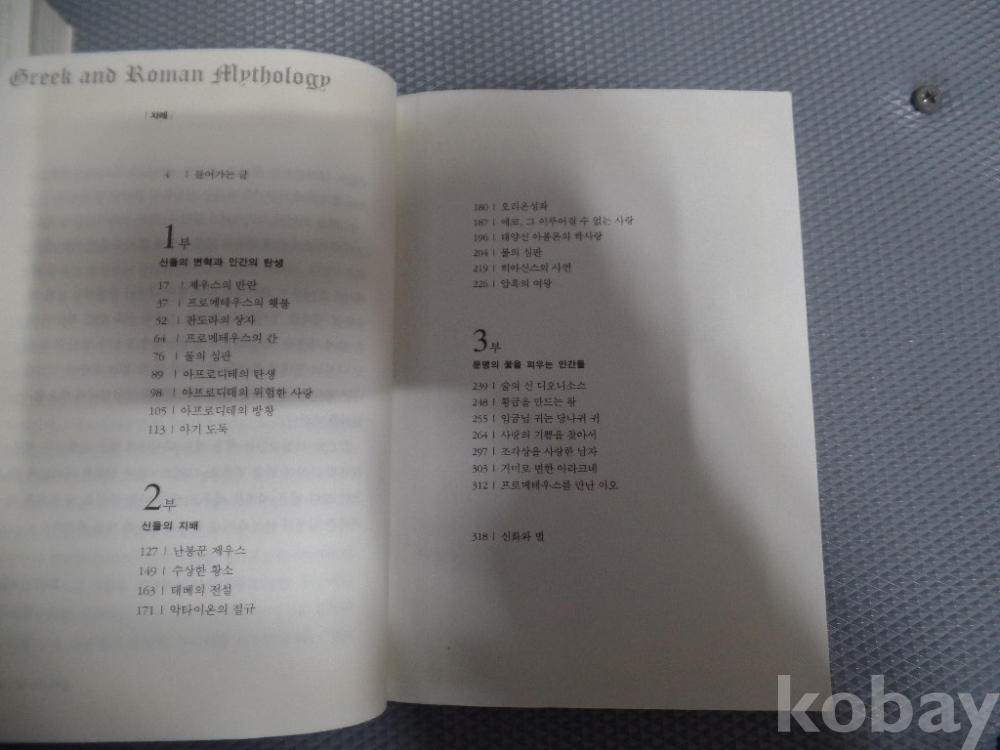 Greek and Roman Mythology
| 차례 |
4 | 들어가는 글
1부
신들의 변혁과 인간의 탄생
17 | 제우스의 반란
37 | 프로메테우스의 횃불
52 | 판도라의 상자
64 | 프로메테우스의 간
76 | 물의 심판
89 | 아프로디테의 탄생
98 | 아프로디테의 위험한 사랑
105 | 아프로디테의 방황
113 | 아기 도둑
2부
신들의 지배
127 | 난봉꾼 제우스
149 | 수상한 황소
163 | 테베의 전설
171 | 악타이온의 절규
180 | 오리온성좌
187 | 에로, 그 이루어질 수 없는 사랑
196 | 태양신 아폴론의 짝사랑
204 | 불의 심판
219 | 히아신스의 사연
226 | 암흑의 여왕
3부
문명의 꽃을 피우는 인간들
239 | 술의 신 디오니소스
248 | 황금을 만드는 왕
255 | 임금님 귀는 당나귀 귀
264 | 사랑의 기쁨을 찾아서
297 | 조각상을 사랑한 남자
303 | 거미로 변한 아라크네
312 | 프로메테우스를 만난 이오
318 | 신화와 별
kobay